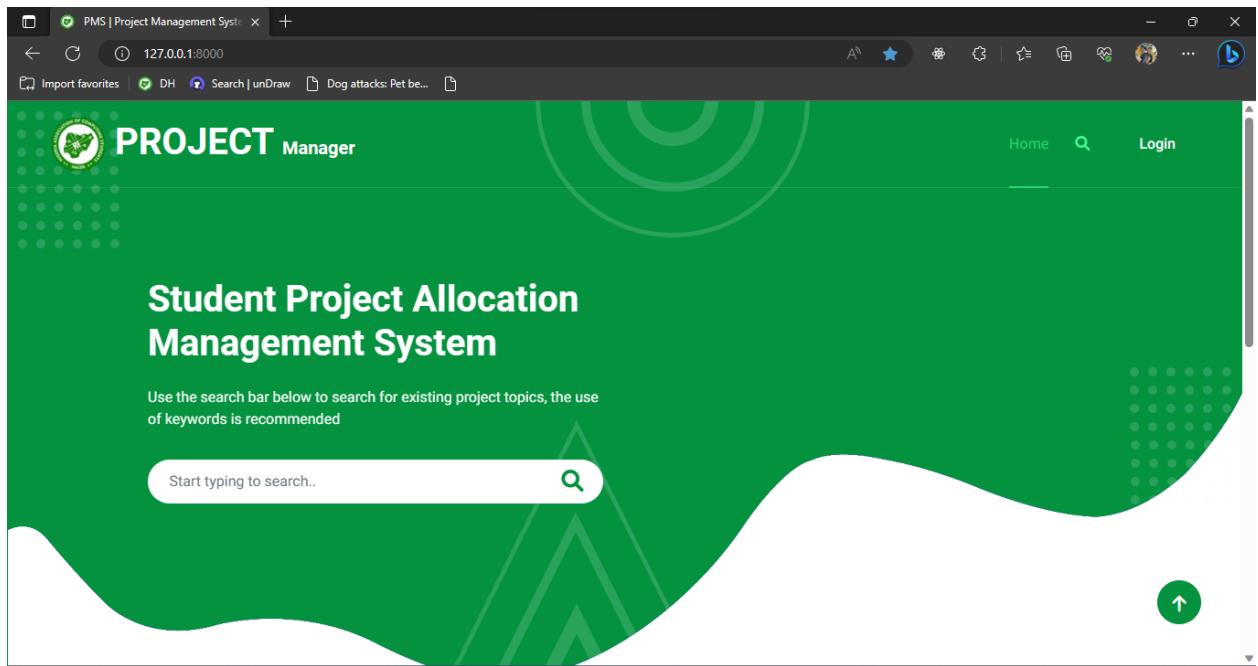 PMS | Project Management Syste
127.0.0.1:8000
Import favorites
DH
Search | unDraw
Dog attacks: Pet be...
PROJECT Manager
Home
Login
Student Project Allocation
Management System
Use the search bar below to search for existing project topics, the use
of keywords is recommended
Start typing to search..